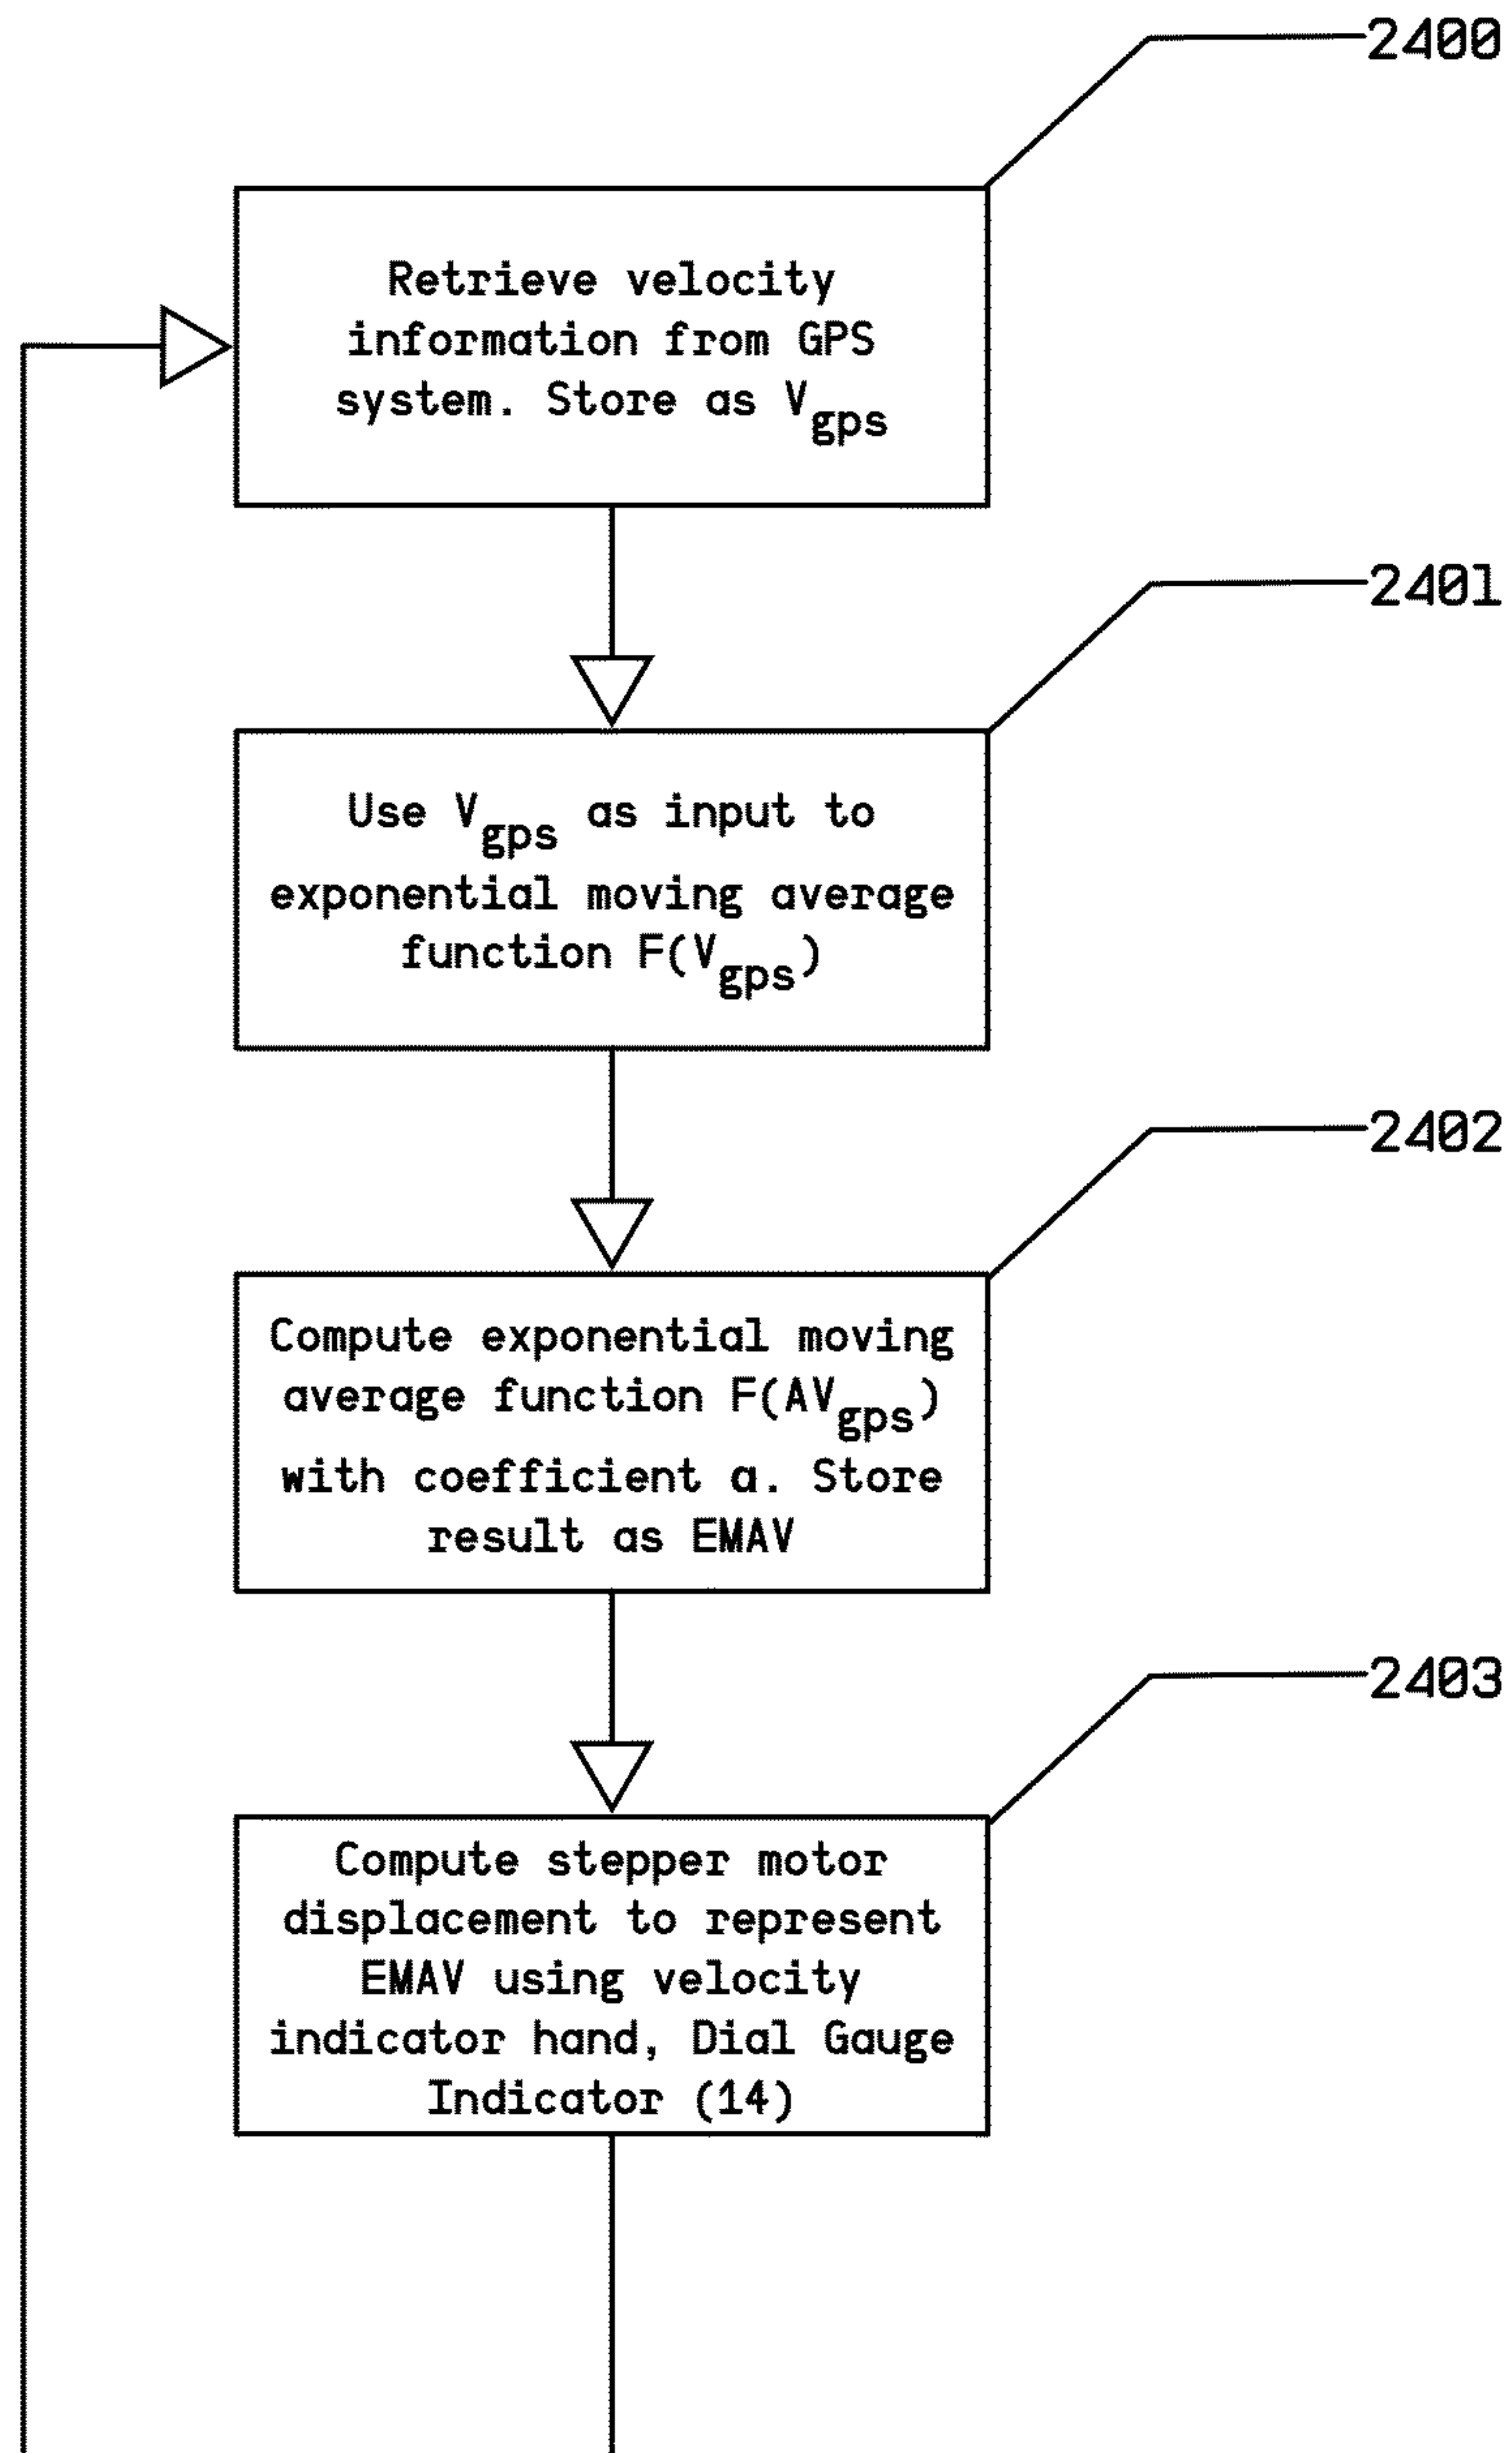 2400
Retrieve velocity
information from GPS
system. Store as Vgps
2401
Use Vgps as input to
exponential moving average
function F(Vgps)
2402
Compute exponential moving
average function F(AVgps)
with coefficient a. Store
result as EMAV
2403
Compute stepper motor
displacement to represent
EMAV using velocity
indicator hand, Dial Gauge
Indicator (14)